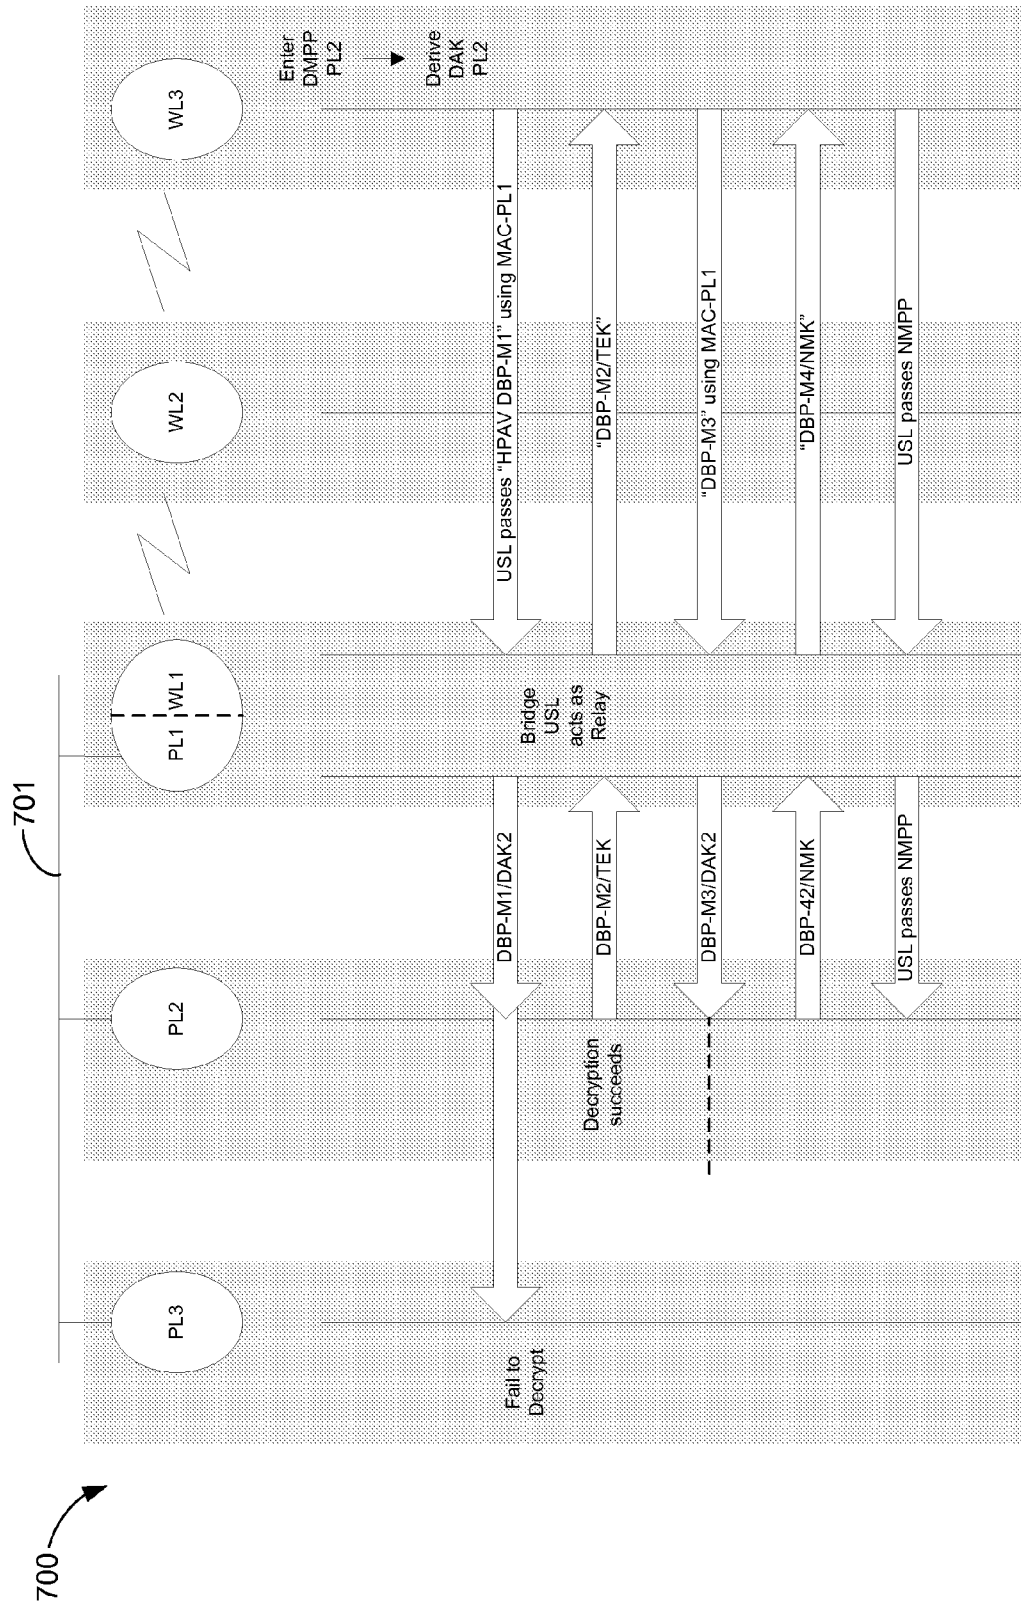 700
701
PL3
PL2
PL1
WL1
WL2
WL3
Enter
DMPP
PL2
Derive
DAK
PL2
Fail to
Decrypt
DBP-M1/DAK2
Bridge
USL
acts as
Relay
USL passes “HPAV DBP-M1” using MAC-PL1
Decryption
succeeds
DBP-M2/TEK
“DBP-M2/TEK”
DBP-M3/DAK2
“DBP-M3” using MAC-PL1
DBP-42/NMK
“DBP-M4/NMK”
USL passes NMPP
USL passes NMPP